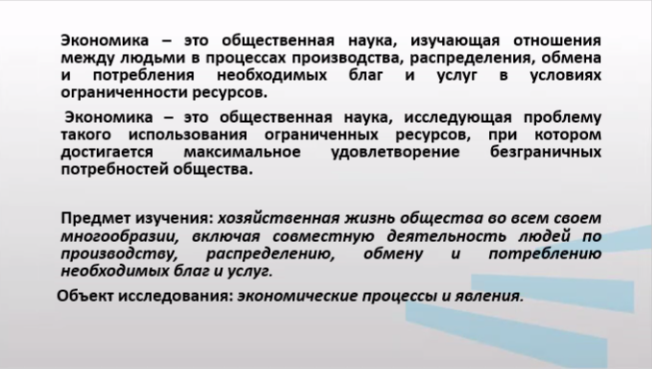 Экономика – это общественная наука, изучающая отношения
между людьми в процессах производства, распределения, обмена
и потребления необходимых благ и услуг в условиях
ограниченности ресурсов.
Экономика – это общественная наука, исследующая проблему
такого использования ограниченных ресурсов, при котором
достигается максимальное удовлетворение безграничных
потребностей общества.
Предмет изучения: хозяйственная жизнь общества во всем своем
многообразии, включая совместную деятельность людей по
производству, распределению, обмену и потреблению
необходимых благ и услуг.
Объект исследования: экономические процессы и явления.